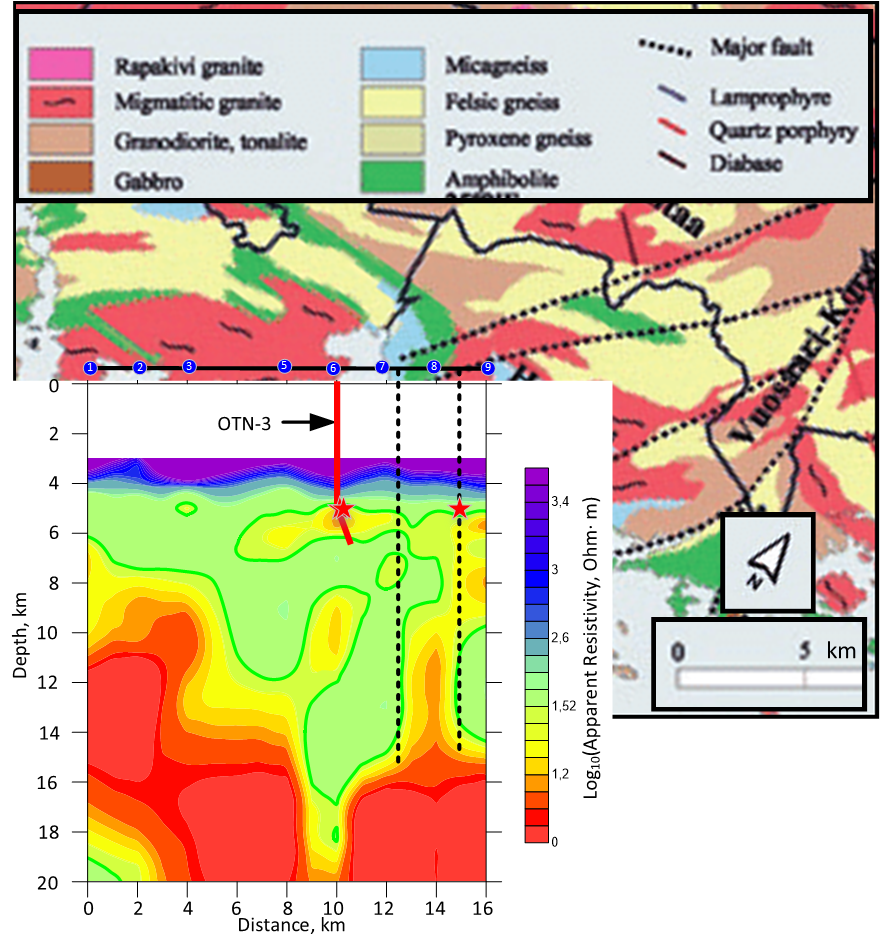 Rapakivi granite
Migmatitic granite
Granodiorite, tonalite
Gabbro
Micagneiss
Felsic gneiss
Pyroxene gneiss
Amphibolite
Major fault
Lamprophyre
Quartz porphyry
Diabase
Vuosaari-Kor
1 2 3 5 6 7 8 9
OTN-3
0
2
4
6
8
10
12
14
16
18
20
Depth, km
0 2 4 6 8 10 12 14 16
Distance, km
3,4
3
2,6
1,52
1,2
0
Log10(Apparent Resistivity, Ohm· m)
N
0 5 km